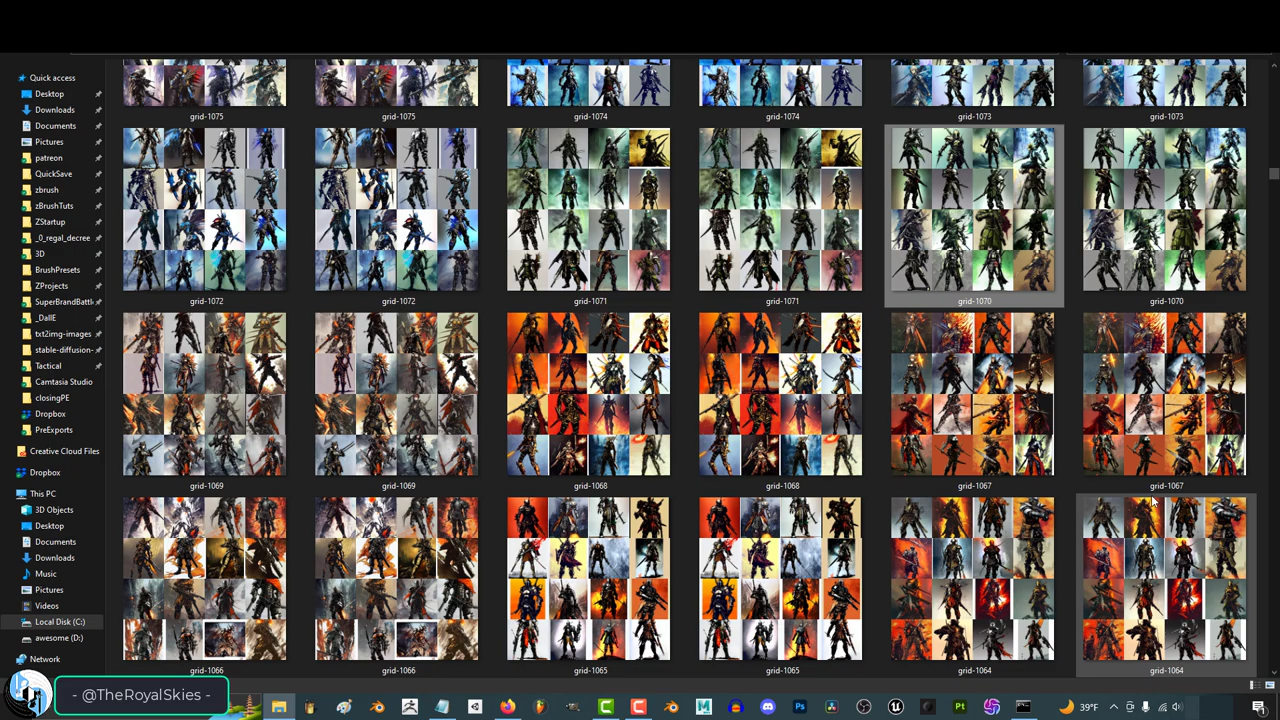 Quick access
Desktop
Downloads
Documents
Pictures
patreon
QuickSave
zbrush
zBrushTuts
ZStartup
_0_regal_decree
3D
BrushPresets
ZProjects
SuperBrandBattl
_DallE
txt2img-images
stable-diffusion-
Tactical
Camtasia Studio
closingPE
Dropbox
PreExports
Creative Cloud Files
Dropbox
This PC
3D Objects
Desktop
Documents
Downloads
Music
Pictures
Videos
Local Disk (C:)
awesome (D:)
Network
grid-1075 grid-1075 grid-1074 grid-1074 grid-1073 grid-1073
grid-1072 grid-1072 grid-1071 grid-1071 grid-1070 grid-1070
grid-1069 grid-1069 grid-1068 grid-1068 grid-1067 grid-1067
grid-1066 grid-1066 grid-1065 grid-1065 grid-1064 grid-1064
- @TheRoyalSkies -
Ps
Pt
39°F